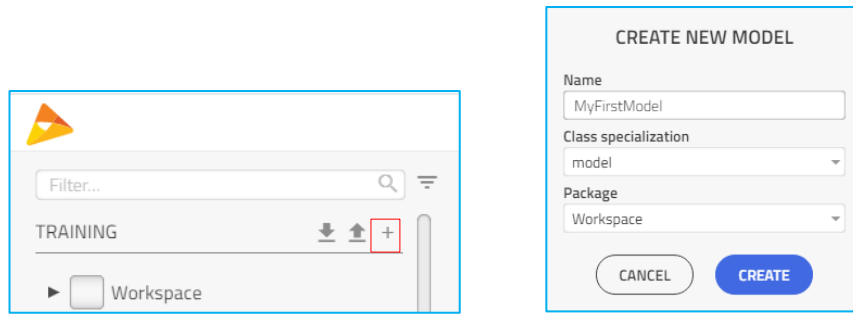 Filter...
TRAINING
Workspace
CREATE NEW MODEL
Name
MyFirstModel
Class specialization
model
Package
Workspace
CANCEL CREATE